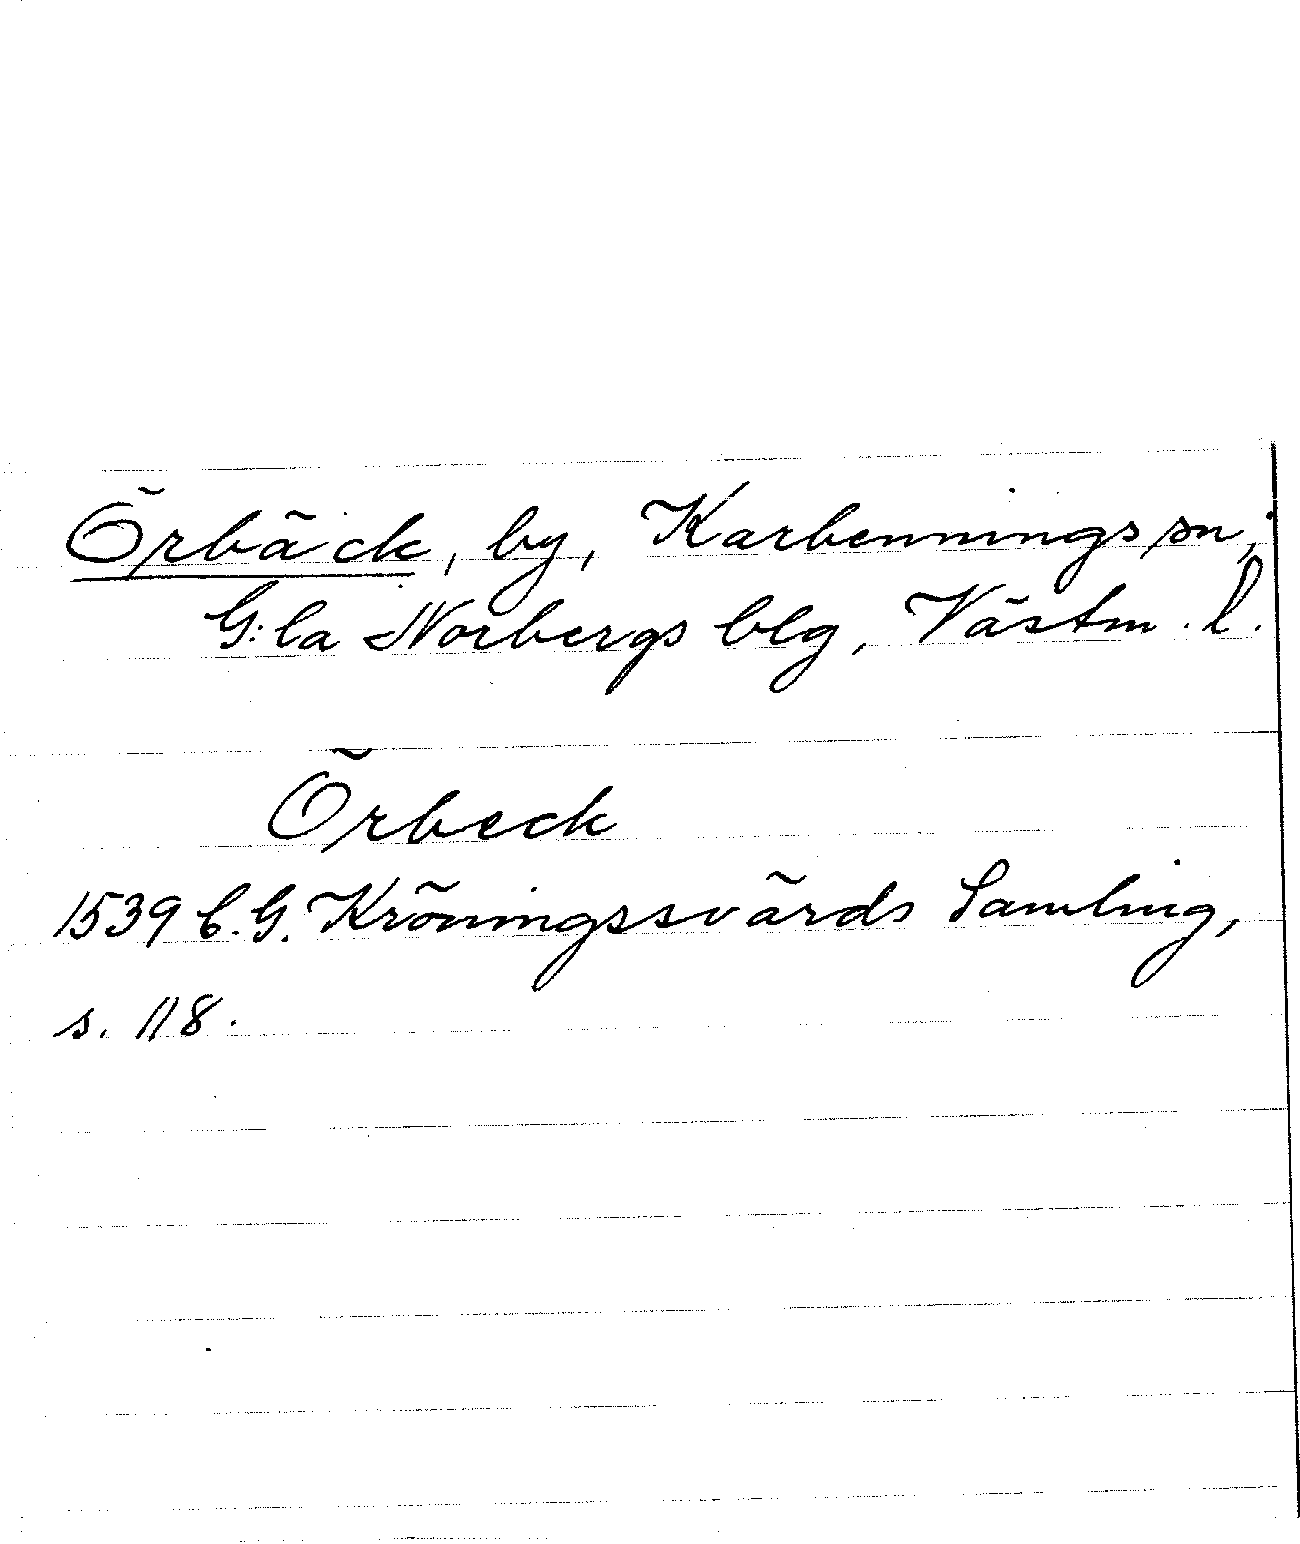 Örbäck, by, Karbennings sn,
G:la Norbergs blg, Västm. l.
Örbeck
1539 C.G. Kröningssvärds Samling,
s. 118.